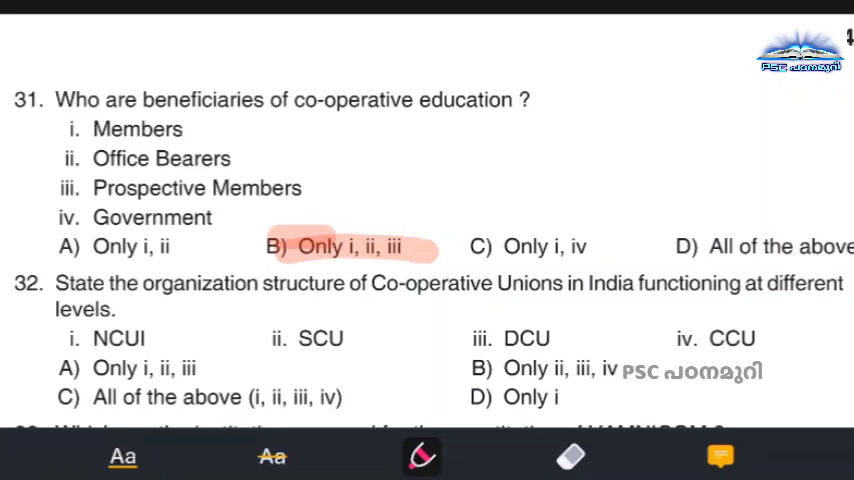 4
PSC പഠനമുറി
31. Who are beneficiaries of co-operative education ?
i. Members
ii. Office Bearers
iii. Prospective Members
iv. Government
A) Only i, ii B) Only i, ii, iii C) Only i, iv D) All of the above
32. State the organization structure of Co-operative Unions in India functioning at different
levels.
i. NCUI ii. SCU iii. DCU iv. CCU
A) Only i, ii, iii B) Only ii, iii, iv PSC പഠനമുറി
C) All of the above (i, ii, iii, iv) D) Only i
Aa Aa